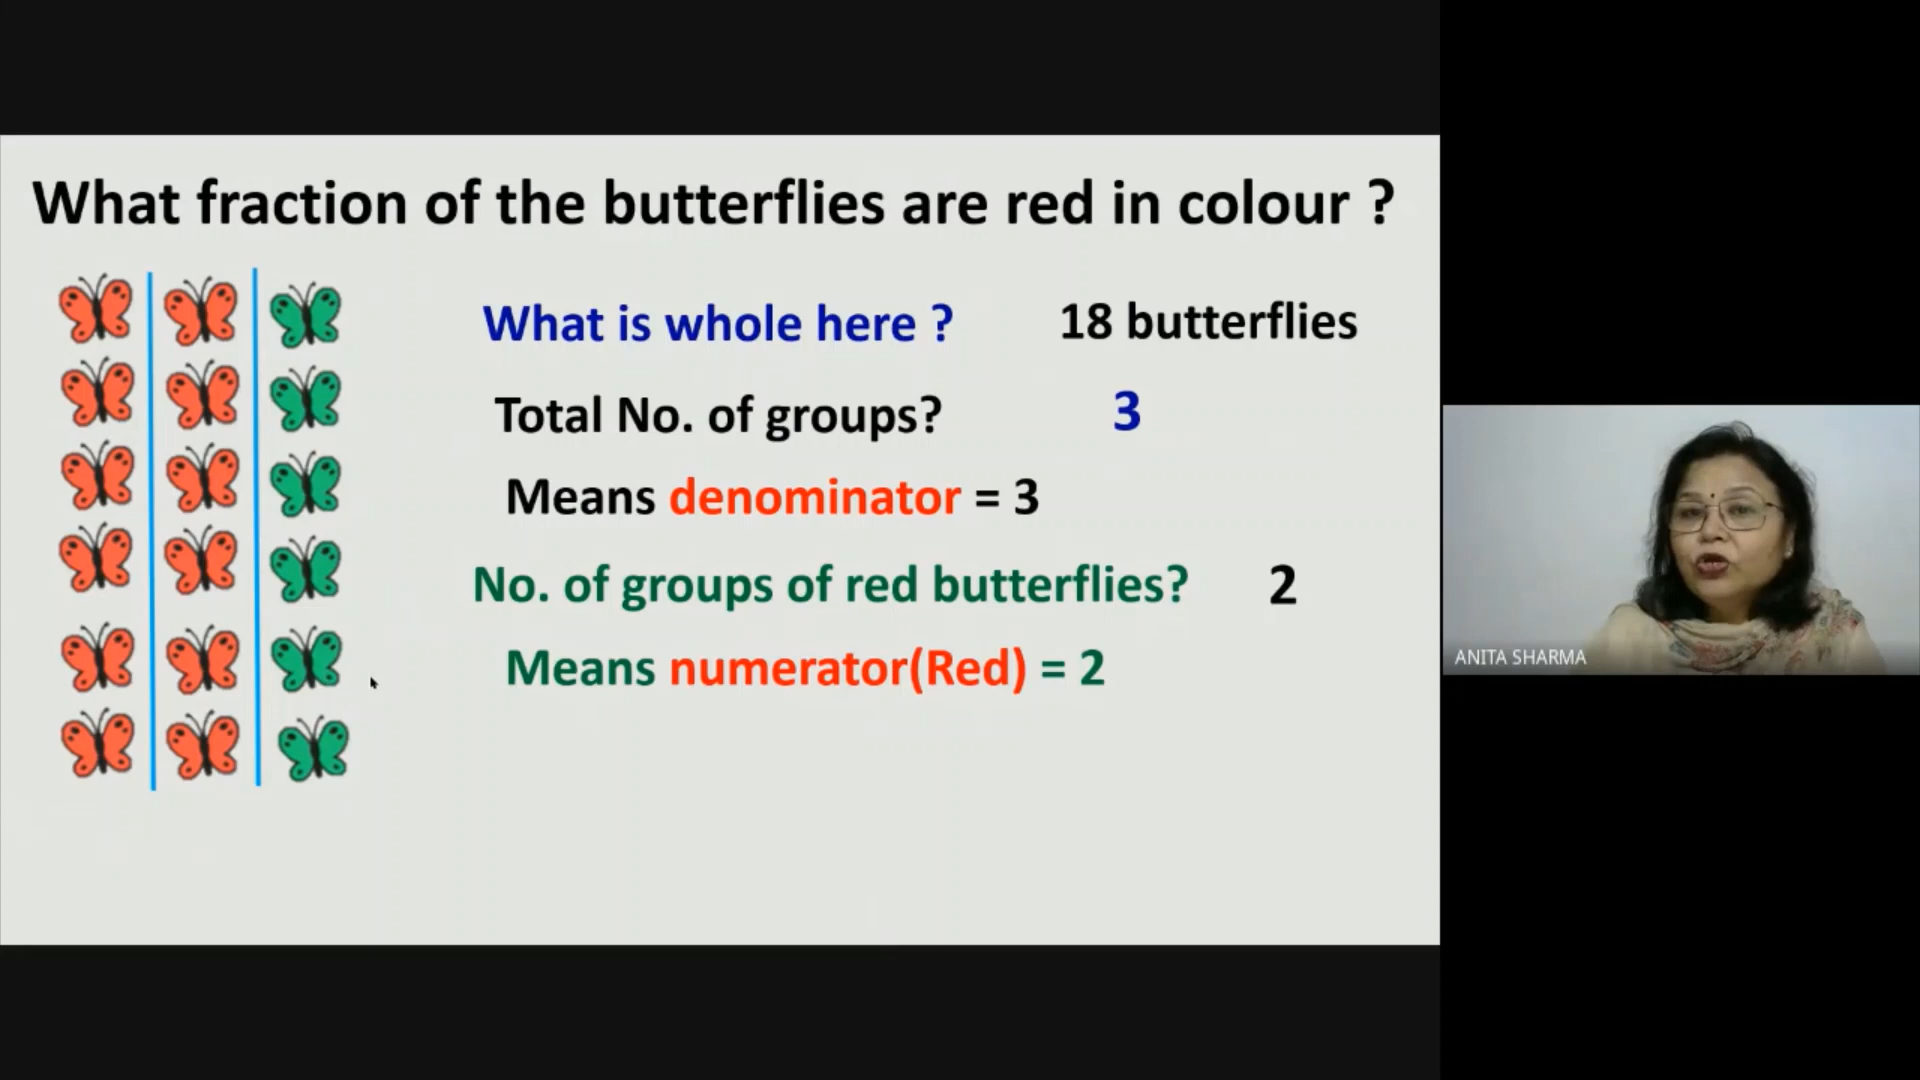 What fraction of the butterflies are red in colour ?
What is whole here ? 18 butterflies
Total No. of groups? 3
Means denominator = 3
No. of groups of red butterflies? 2
Means numerator(Red) = 2
ANITA SHARMA